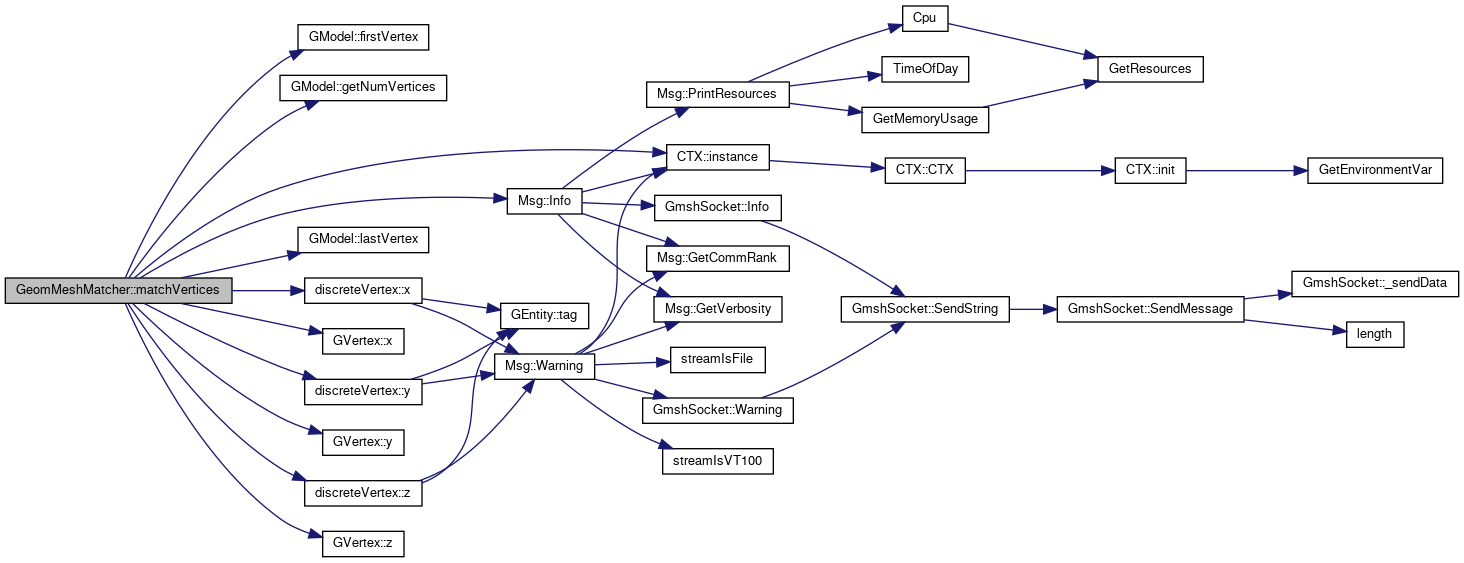 GeomMeshMatcher::matchVertices
GModel::firstVertex
GModel::getNumVertices
GModel::lastVertex
discreteVertex::x
GVertex::x
discreteVertex::y
GVertex::y
discreteVertex::z
GVertex::z
Msg::Info
GEntity::tag
Msg::Warning
Msg::PrintResources
CTX::instance
GmshSocket::Info
Msg::GetCommRank
Msg::GetVerbosity
streamIsFile
GmshSocket::Warning
streamIsVT100
Cpu
TimeOfDay
GetMemoryUsage
CTX::CTX
GmshSocket::SendString
GetResources
CTX::init
GmshSocket::SendMessage
GetEnvironmentVar
GmshSocket::_sendData
length